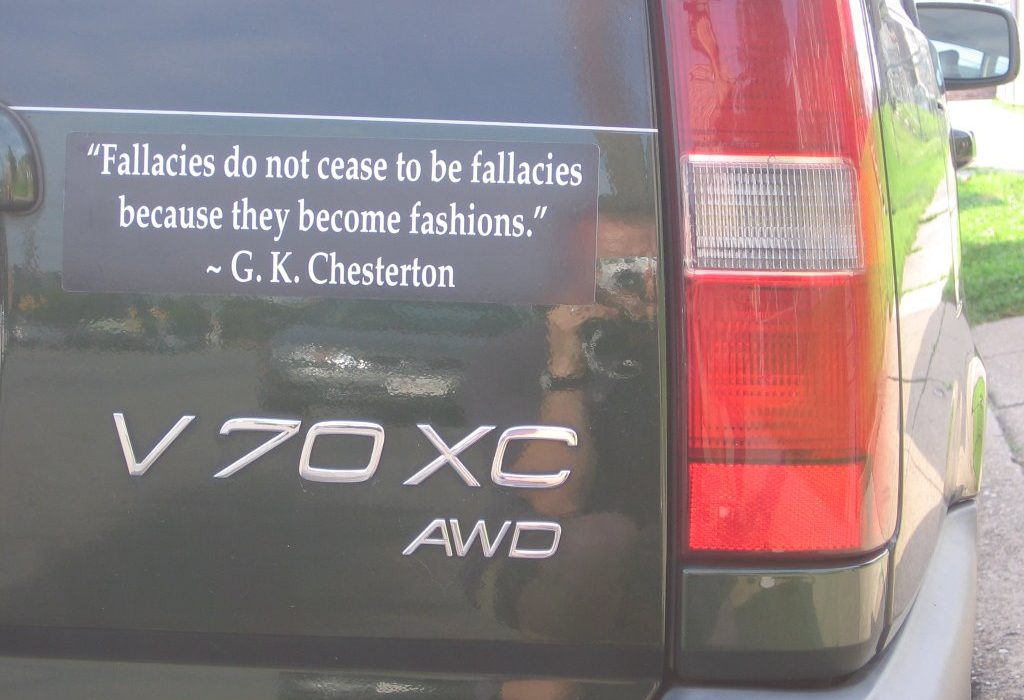 “Fallacies do not cease to be fallacies
because they become fashions.”
~ G. K. Chesterton
V70 XC
AWD